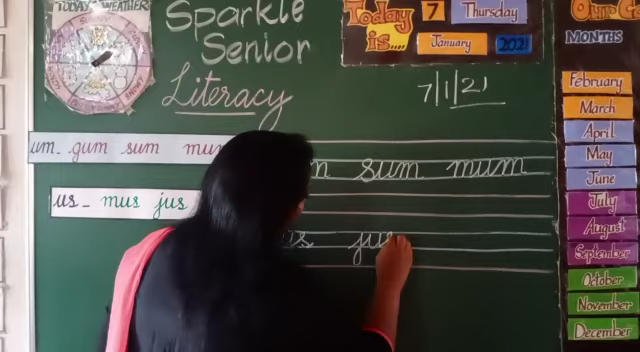 TODAY'S WEATHER
Sparkle
Senior
Literacy
Today 7 Thursday
is.... January 2021
7/1/21
um- gum sum mum
sum mum
us- mus jus
jus
MONTHS
February
March
April
May
June
July
August
September
October
November
December